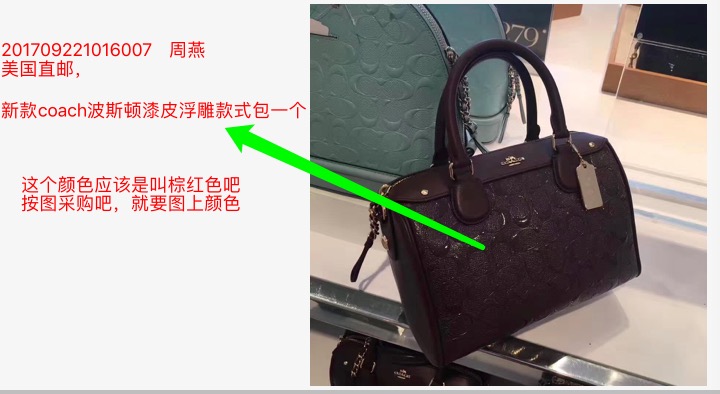 201709221016007 周燕
美国直邮，
新款coach波斯顿漆皮浮雕款式包一个
这个颜色应该是叫棕红色吧
按图采购吧，就要图上颜色
279
COACH